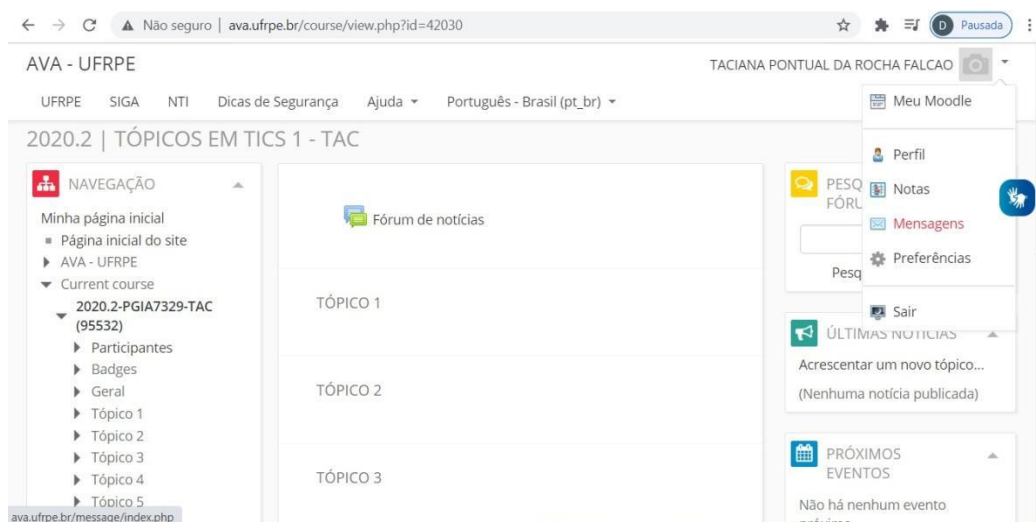 Não seguro | ava.ufrpe.br/course/view.php?id=42030
D Pausada
AVA - UFRPE
TACIANA PONTUAL DA ROCHA FALCAO
UFRPE SIGA NTI Dicas de Segurança Ajuda Português - Brasil (pt_br)
Meu Moodle
Perfil
Notas
Mensagens
Preferências
Sair
2020.2 | TÓPICOS EM TICS 1 - TAC
NAVEGAÇÃO
Minha página inicial
Página inicial do site
AVA - UFRPE
Current course
2020.2-PGIA7329-TAC
(95532)
Participantes
Badges
Geral
Tópico 1
Tópico 2
Tópico 3
Tópico 4
Tópico 5
ava.ufrpe.br/message/index.php
Fórum de notícias
TÓPICO 1
TÓPICO 2
TÓPICO 3
PESQ
FÓRU
Pesq
ÚLTIMAS NOTÍCIAS
Acrescentar um novo tópico...
(Nenhuma notícia publicada)
PRÓXIMOS
EVENTOS
Não há nenhum evento